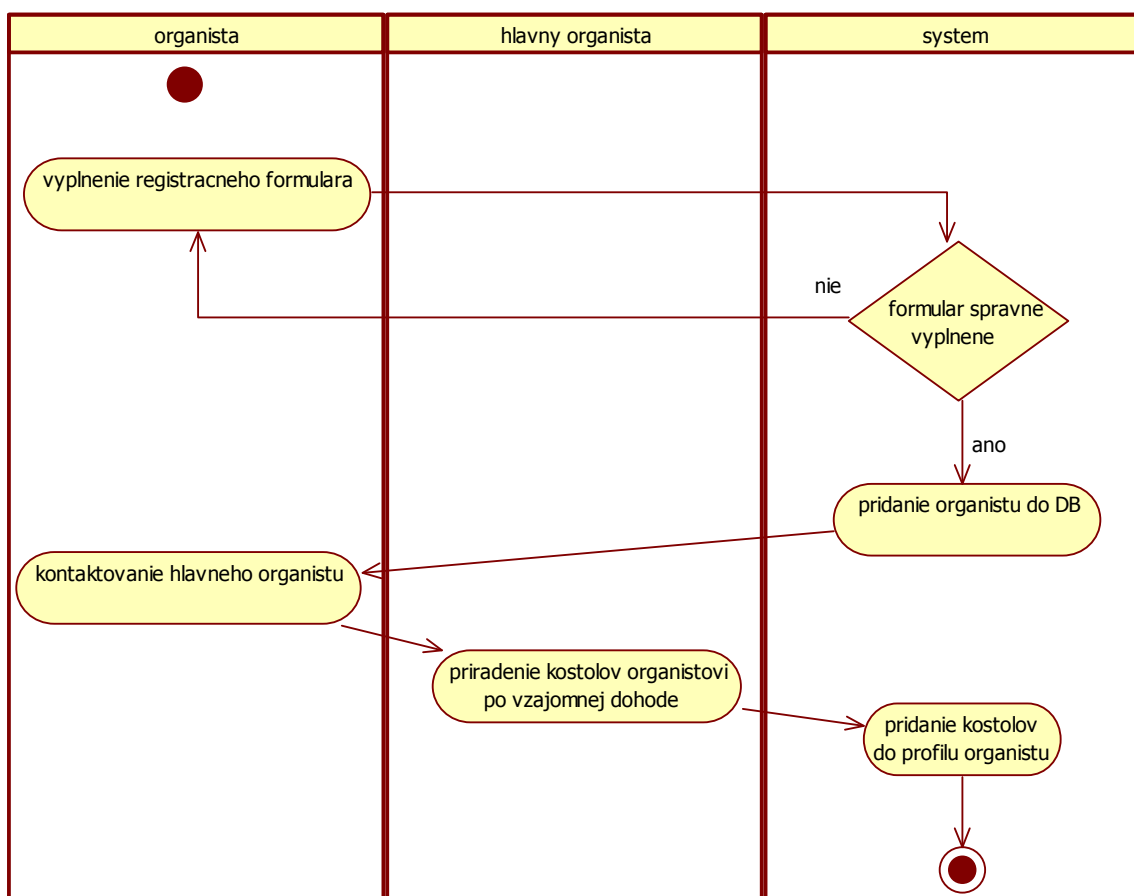 organista
hlavny organista
system
vyplnenie registracneho formulara
nie
formular spravne
vyplnene
ano
pridanie organistu do DB
kontaktovanie hlavneho organistu
priradenie kostolov organistovi
po vzajomnej dohode
pridanie kostolov
do profilu organistu